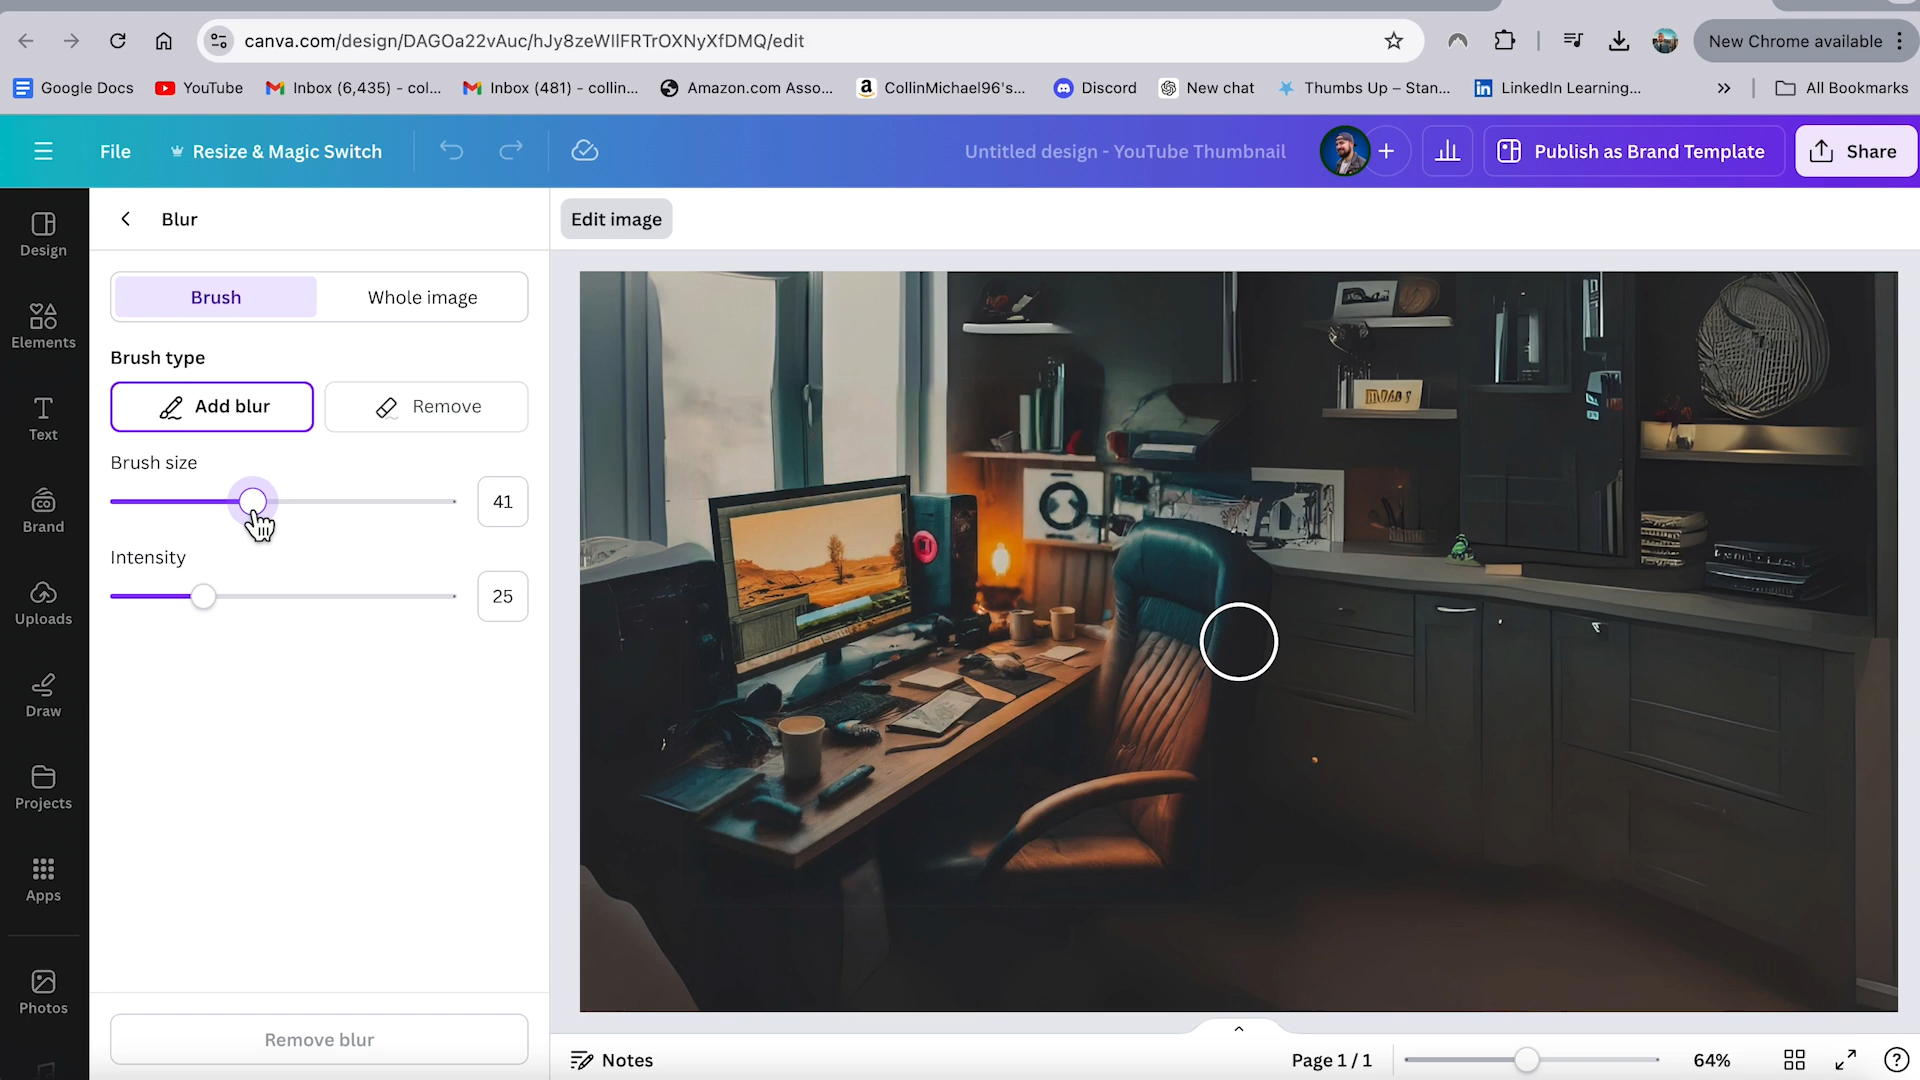 canva.com/design/DAGOa22vAuc/hJy8zeWIlFRTrOXNyXfDMQ/edit
New Chrome available
Google Docs
YouTube
Inbox (6,435) - col...
Inbox (481) - collin...
Amazon.com Asso...
CollinMichael96's...
Discord
New chat
Thumbs Up – Stan...
LinkedIn Learning...
All Bookmarks
File
Resize & Magic Switch
Untitled design - YouTube Thumbnail
Publish as Brand Template
Share
Design
Elements
Text
Brand
Uploads
Draw
Projects
Apps
Photos
Blur
Brush
Whole image
Brush type
Add blur
Remove
Brush size
41
Intensity
25
Remove blur
Edit image
Notes
Page 1 / 1
64%